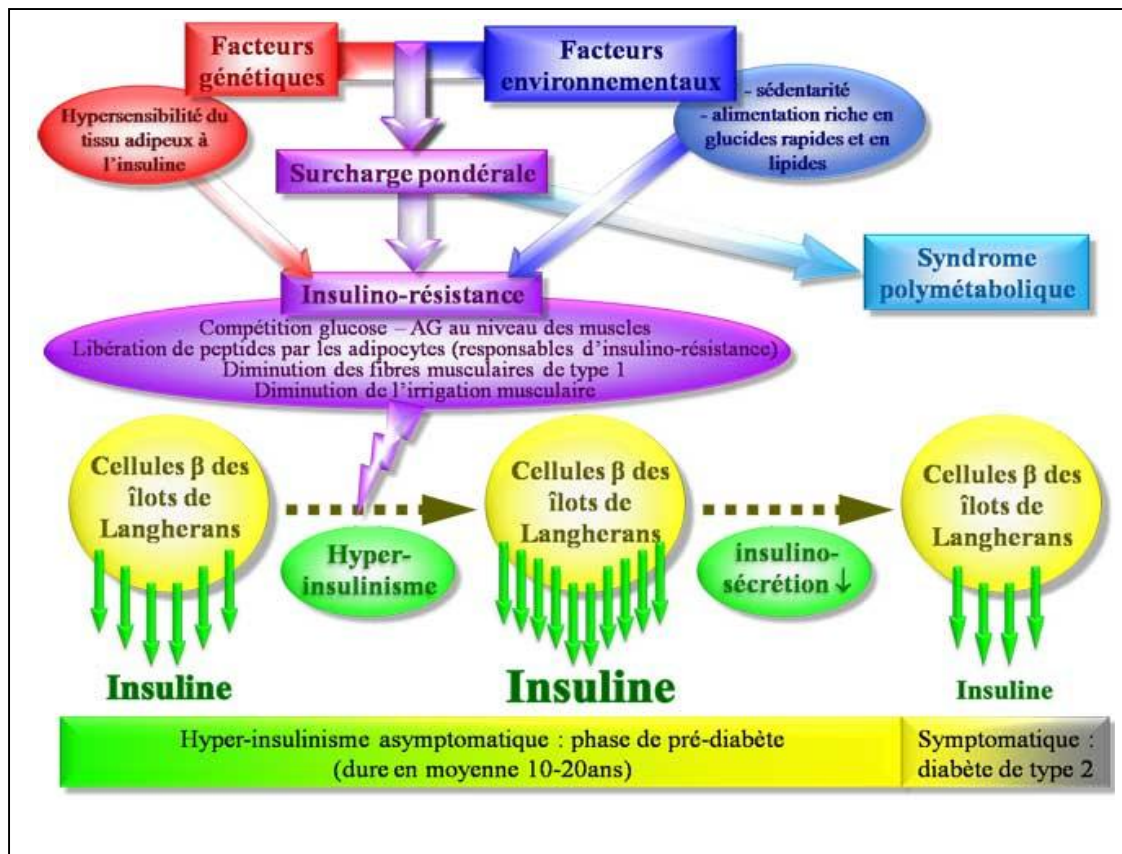 Facteurs
génétiques
Facteurs
environnementaux
Hypersensibilité du
tissu adipeux à
l'insuline
- sédentarité
- alimentation riche en
glucides rapides et en
lipides
Surcharge pondérale
Syndrome
polymétabolique
Insulino-résistance
Compétition glucose – AG au niveau des muscles
Libération de peptides par les adipocytes (responsables d'insulino-résistance)
Diminution des fibres musculaires de type 1
Diminution de l'irrigation musculaire
Cellules β des
îlots de
Langherans
Hyper-
insulinisme
Cellules β des
îlots de
Langherans
insulino-
sécrétion ↓
Cellules β des
îlots de
Langherans
Insuline
Insuline
Insuline
Hyper-insulinisme asymptomatique : phase de pré-diabète
(dure en moyenne 10-20ans)
Symptomatique :
diabète de type 2